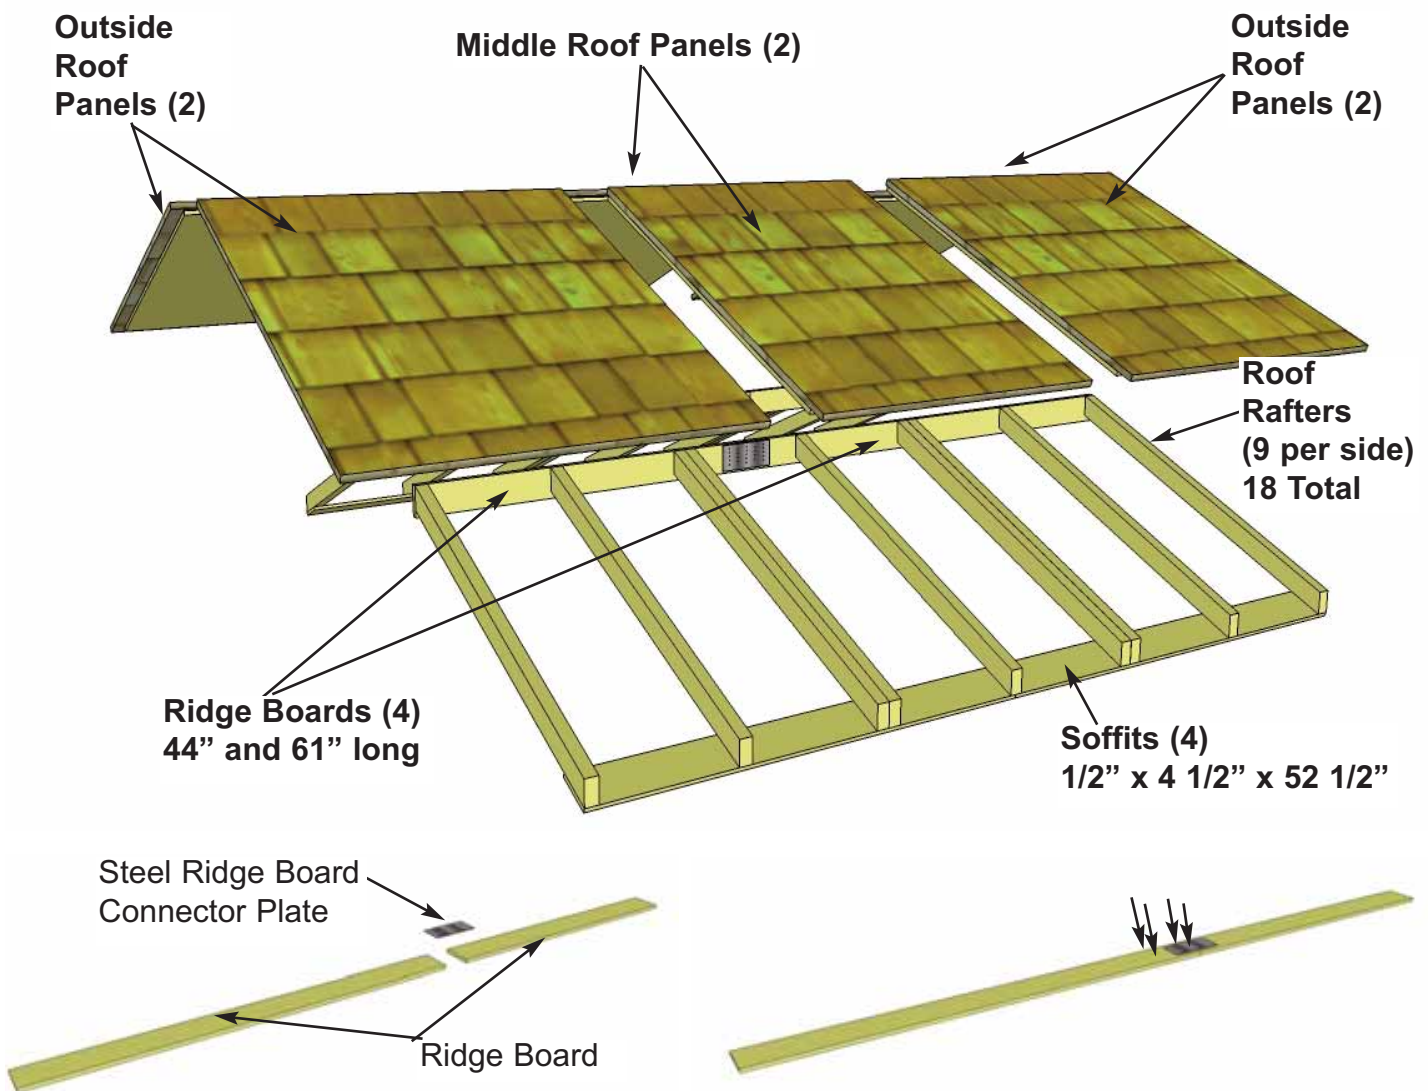 Outside
Roof
Panels (2)
Middle Roof Panels (2)
Outside
Roof
Panels (2)
Roof
Rafters
(9 per side)
18 Total
Ridge Boards (4)
44” and 61” long
Soffits (4)
1/2” x 4 1/2” x 52 1/2”
Steel Ridge Board
Connector Plate
Ridge Board